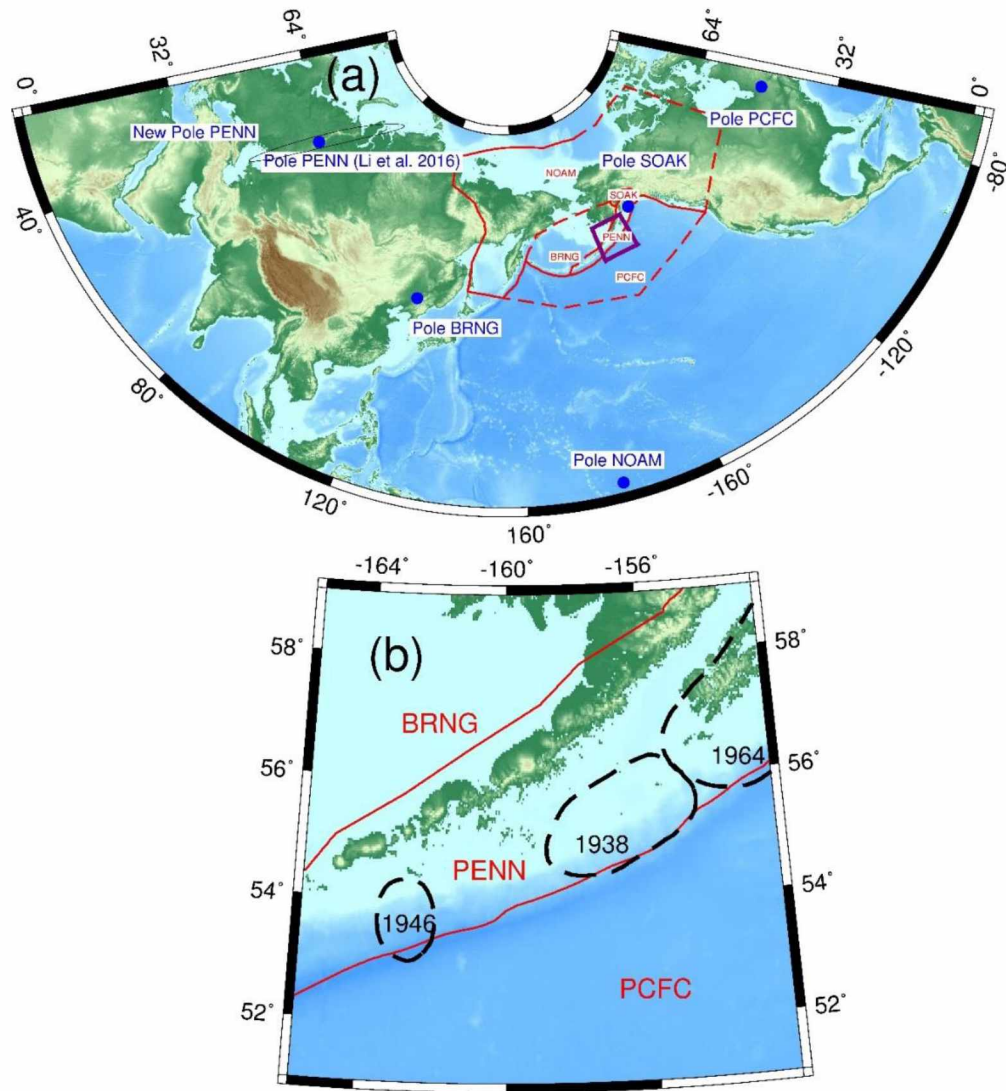 64°
64°
32°
32°
0°
0°
(a)
Pole PCFC
New Pole PENN
Pole PENN (Li et al. 2016)
Pole SOAK
NOAM
-80°
SOAK
40°
PENN
BRNG
PCFC
Pole BRNG
-120°
80°
Pole NOAM
-160°
120°
160°
-164°
-160°
-156°
58°
58°
(b)
BRNG
1964
56°
56°
1938
PENN
54°
54°
1946
PCFC
52°
52°